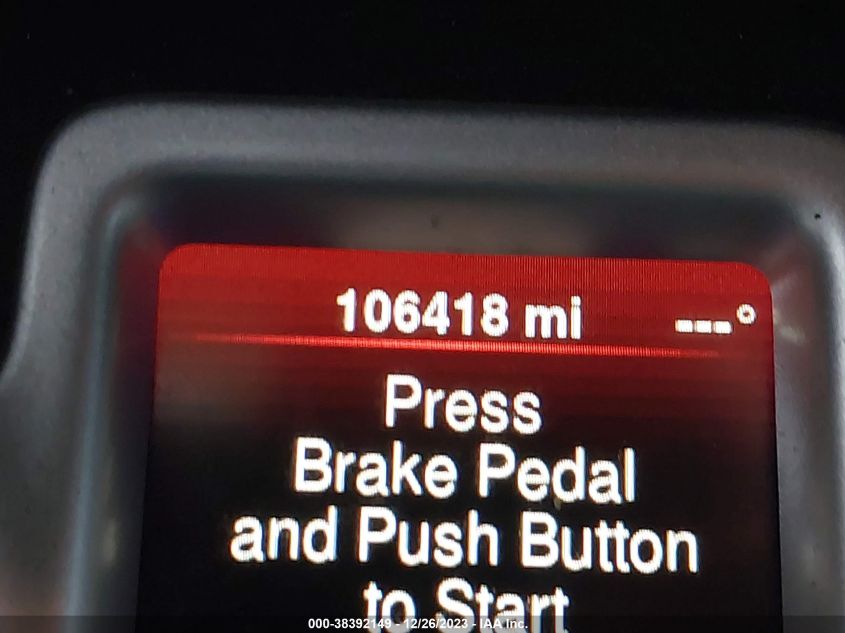 106418 mi ---°
Press
Brake Pedal
and Push Button
to Start
000-38392149 - 12/26/2023 - IAA Inc.